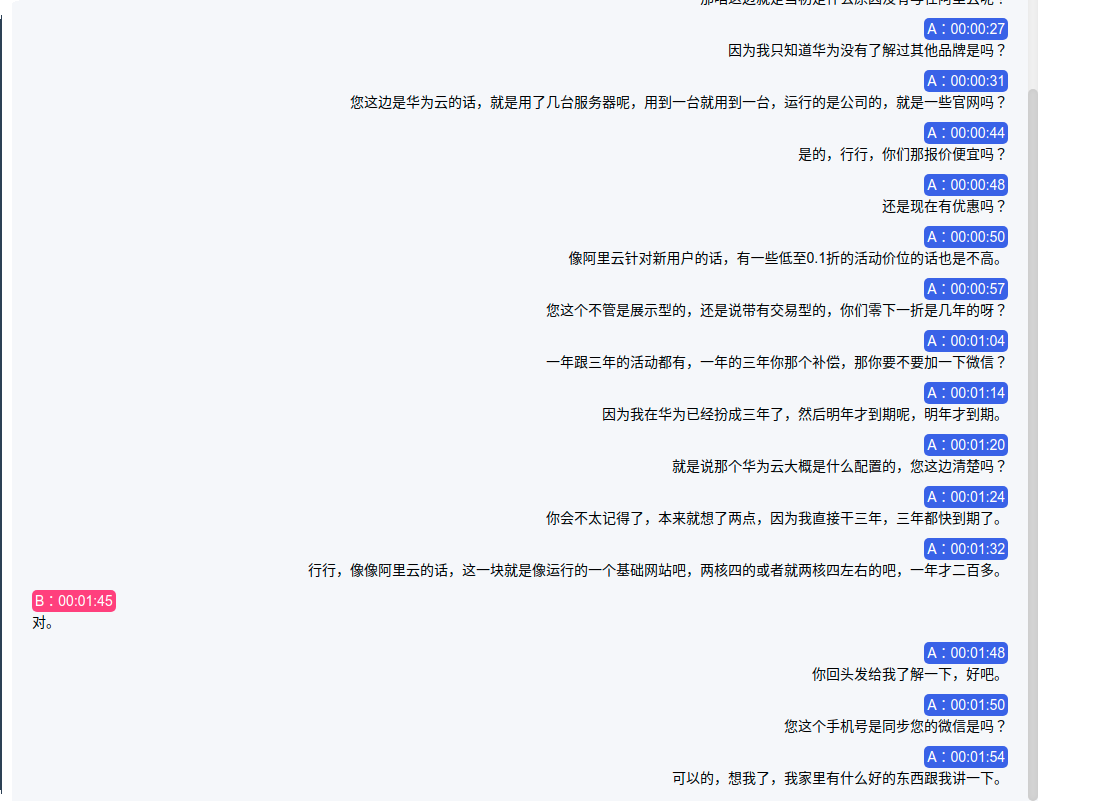 A：00:00:27
因为我只知道华为没有了解过其他品牌是吗？
A：00:00:31
您这边是华为云的话，就是用了几台服务器呢，用到一台就用到一台，运行的是公司的，就是一些官网吗？
A：00:00:44
是的，行行，你们那报价便宜吗？
A：00:00:48
还是现在有优惠吗？
A：00:00:50
像阿里云针对新用户的话，有一些低至0.1折的活动价位的话也是不高。
A：00:00:57
您这个不管是展示型的，还是说带有交易型的，你们零下一折是几年的呀？
A：00:01:04
一年跟三年的活动都有，一年的三年你那个补偿，那你要不要加一下微信？
A：00:01:14
因为我在华为已经扮成三年了，然后明年才到期呢，明年才到期。
A：00:01:20
就是说那个华为云大概是什么配置的，您这边清楚吗？
A：00:01:24
你会不太记得了，本来就想了两点，因为我直接干三年，三年都快到期了。
A：00:01:32
行行，像像阿里云的话，这一块就是像运行的一个基础网站吧，两核四的或者就两核四左右的吧，一年才二百多。
B：00:01:45
对。
A：00:01:48
你回头发给我了解一下，好吧。
A：00:01:50
您这个手机号是同步您的微信是吗？
A：00:01:54
可以的，想我了，我家里有什么好的东西跟我讲一下。